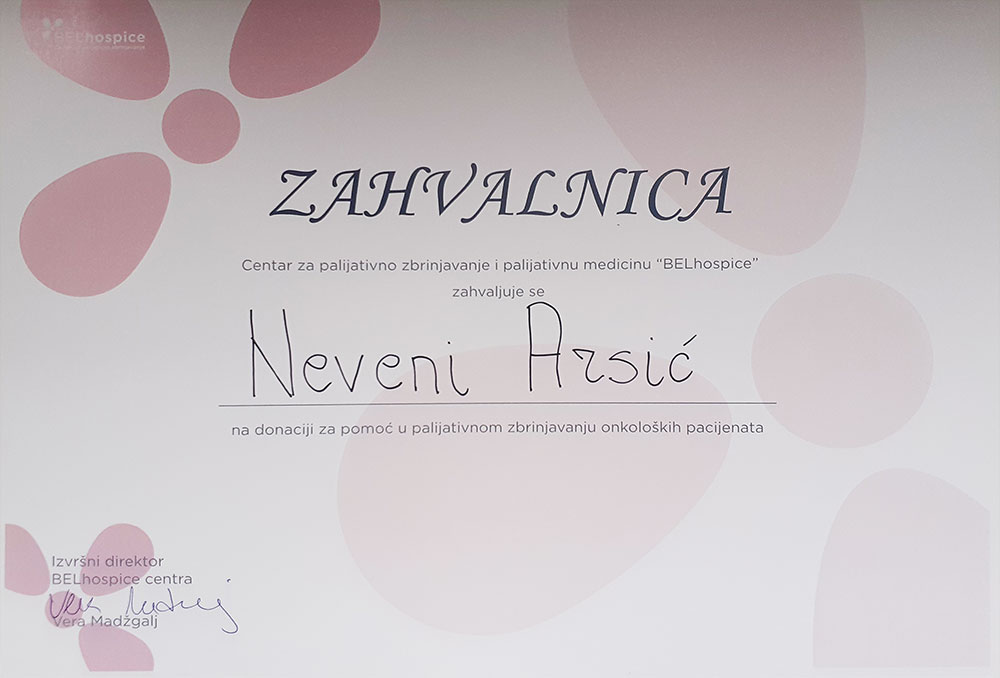 BELhospice
ZAHVALNICA
Centar za palijativno zbrinjavanje i palijativnu medicinu “BELhospice”
zahvaljuje se
Neveni Arsić
na donaciji za pomoć u palijativnom zbrinjavanju onkoloških pacijenata
Izvršni direktor
BELhospice centra
Vera Madžgalj